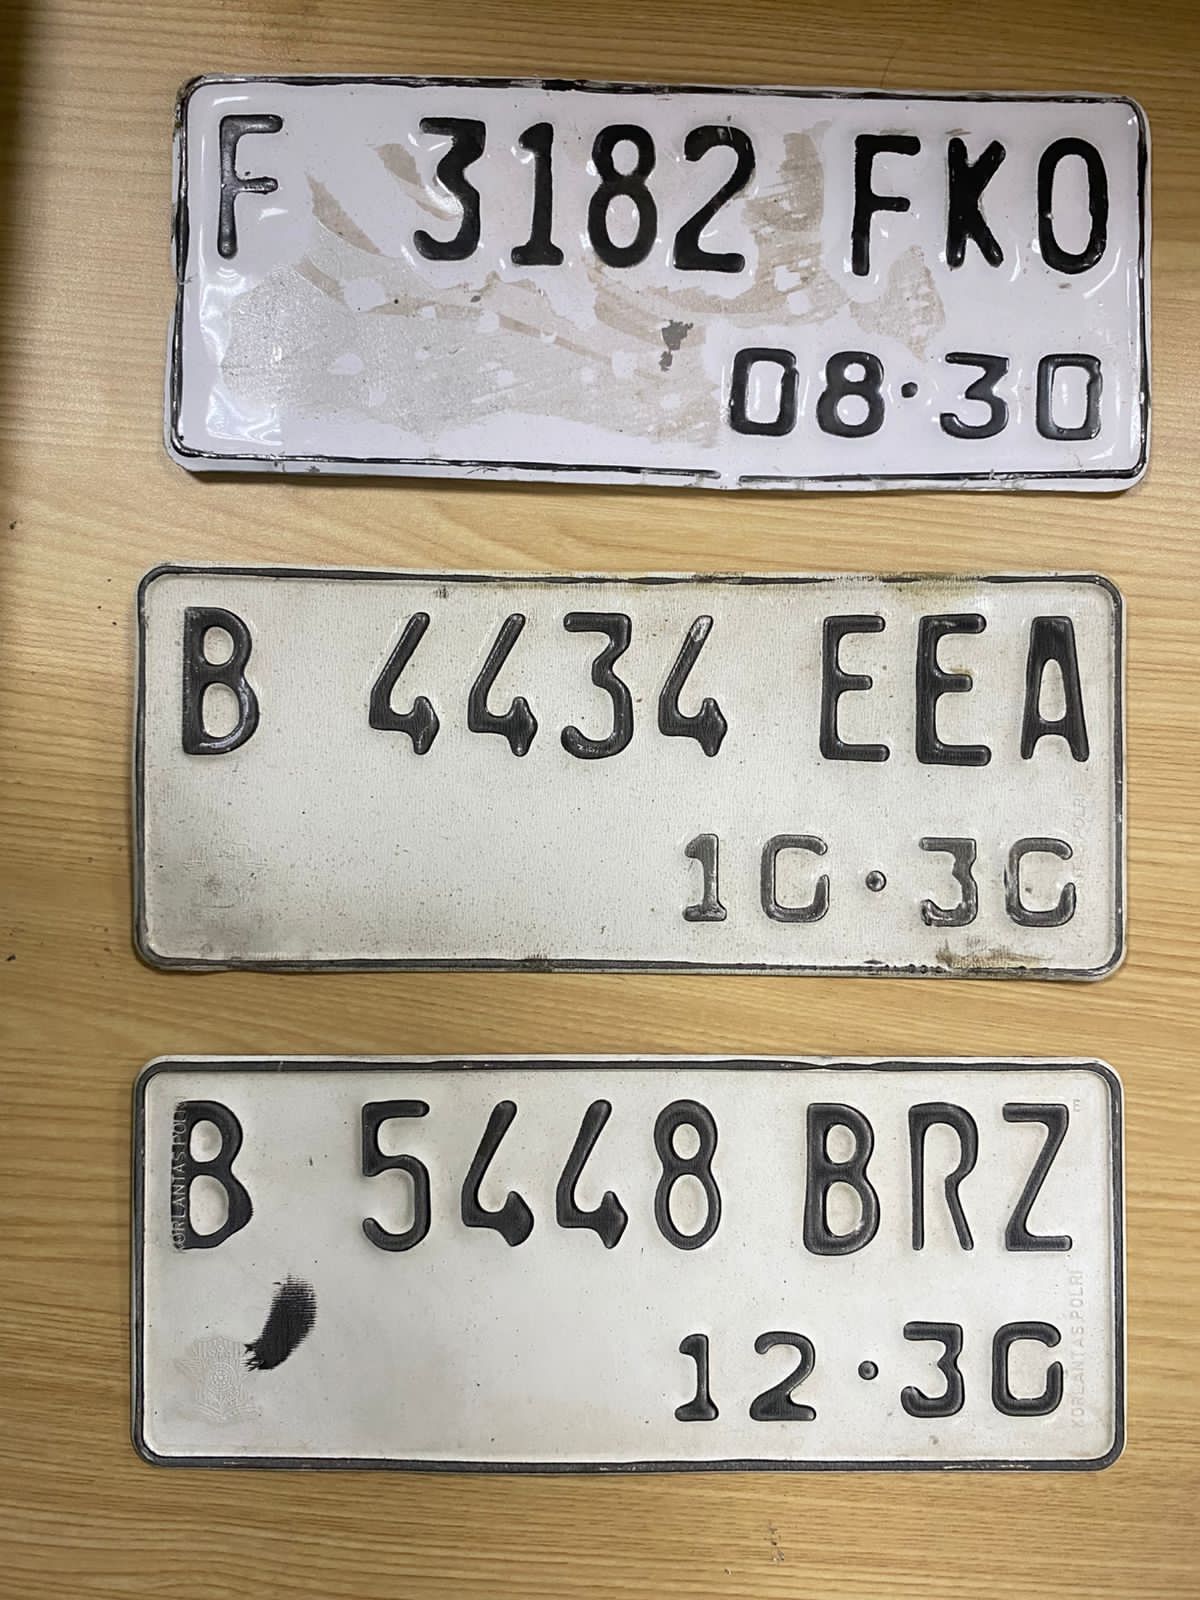 F 3182 FKO
08·30
B 4434 EEA
10·30
KORLANTAS POLRI
B 5448 BRZ
12·30
KORLANTAS POLRI